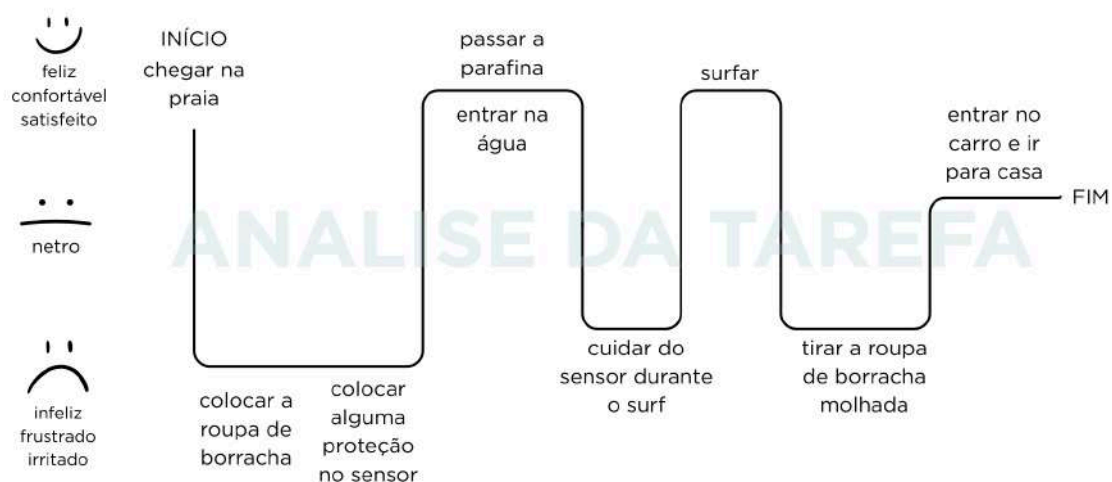 feliz
confortável
satisfeito
INÍCIO
chegar na
praia
passar a
parafina
entrar na
água
surfar
entrar no
carro e ir
para casa
FIM
netro
ANALISE DA TAREFA
infeliz
frustrado
irritado
colocar a
roupa de
borracha
colocar
alguma
proteção
no sensor
cuidar do
sensor durante
o surf
tirar a roupa
de borracha
molhada